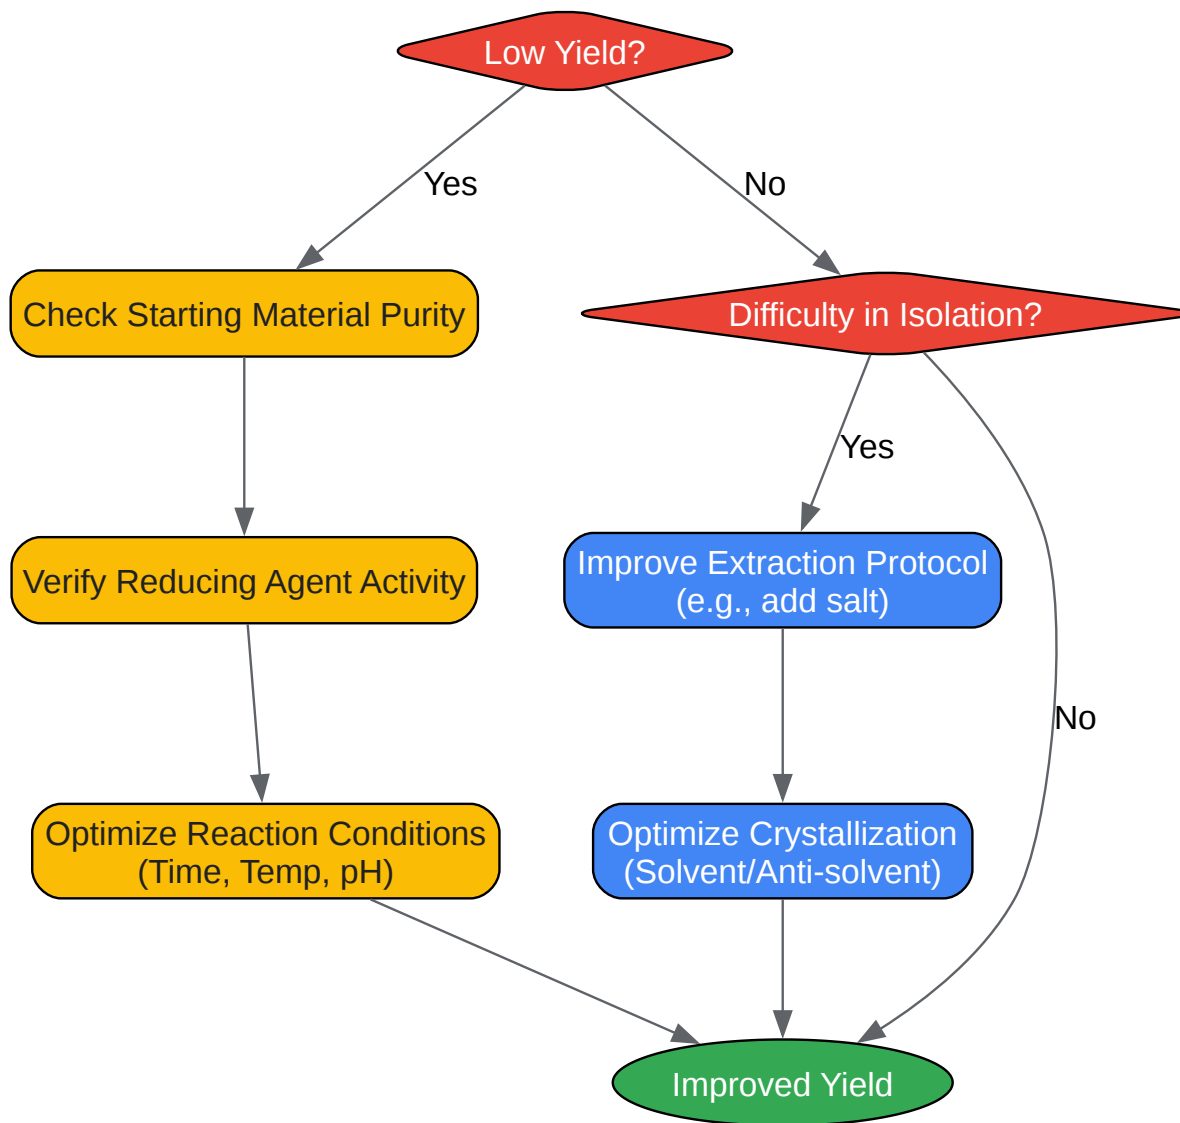 Low Yield?
Yes
No
Check Starting Material Purity
Difficulty in Isolation?
Yes
Verify Reducing Agent Activity
Improve Extraction Protocol
(e.g., add salt)
No
Optimize Reaction Conditions
(Time, Temp, pH)
Optimize Crystallization
(Solvent/Anti-solvent)
Improved Yield